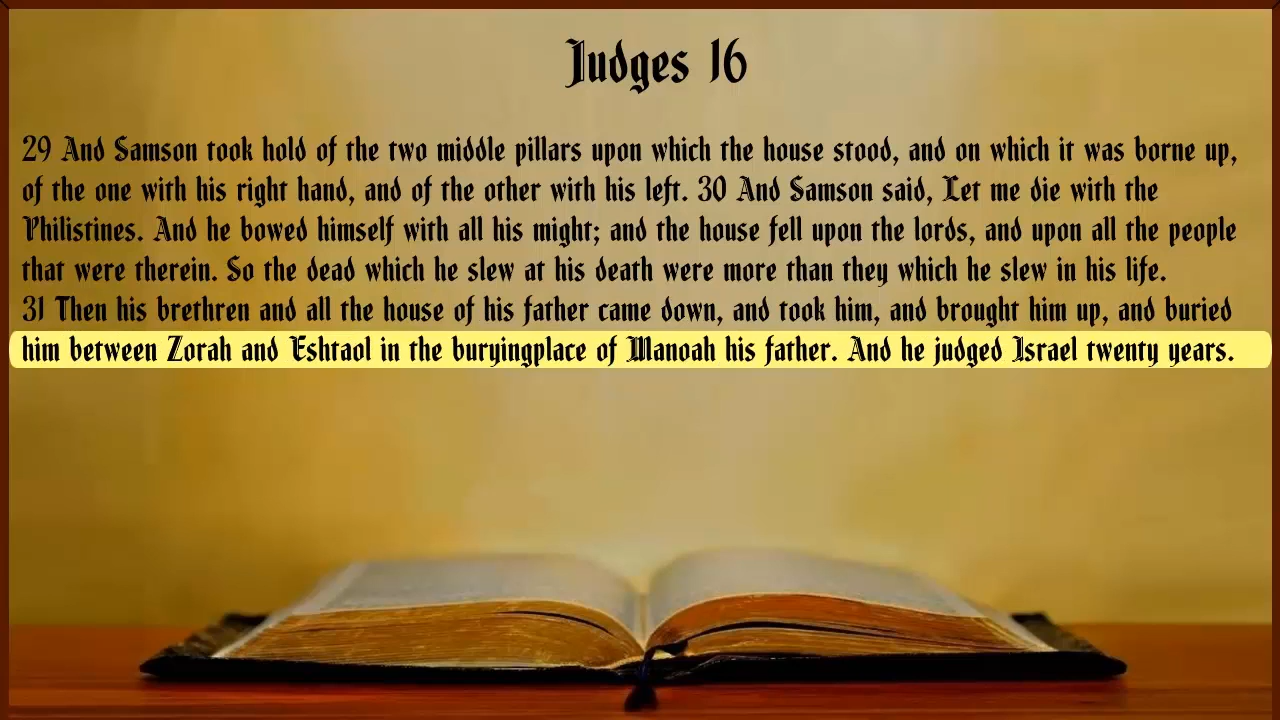 Judges 16
29 And Samson took hold of the two middle pillars upon which the house stood, and on which it was borne up,
of the one with his right hand, and of the other with his left. 30 And Samson said, Let me die with the
Philistines. And he bowed himself with all his might; and the house fell upon the lords, and upon all the people
that were therein. So the dead which he slew at his death were more than they which he slew in his life.
31 Then his brethren and all the house of his father came down, and took him, and brought him up, and buried
him between Zorah and Eshtaol in the buryingplace of Manoah his father. And he judged Israel twenty years.